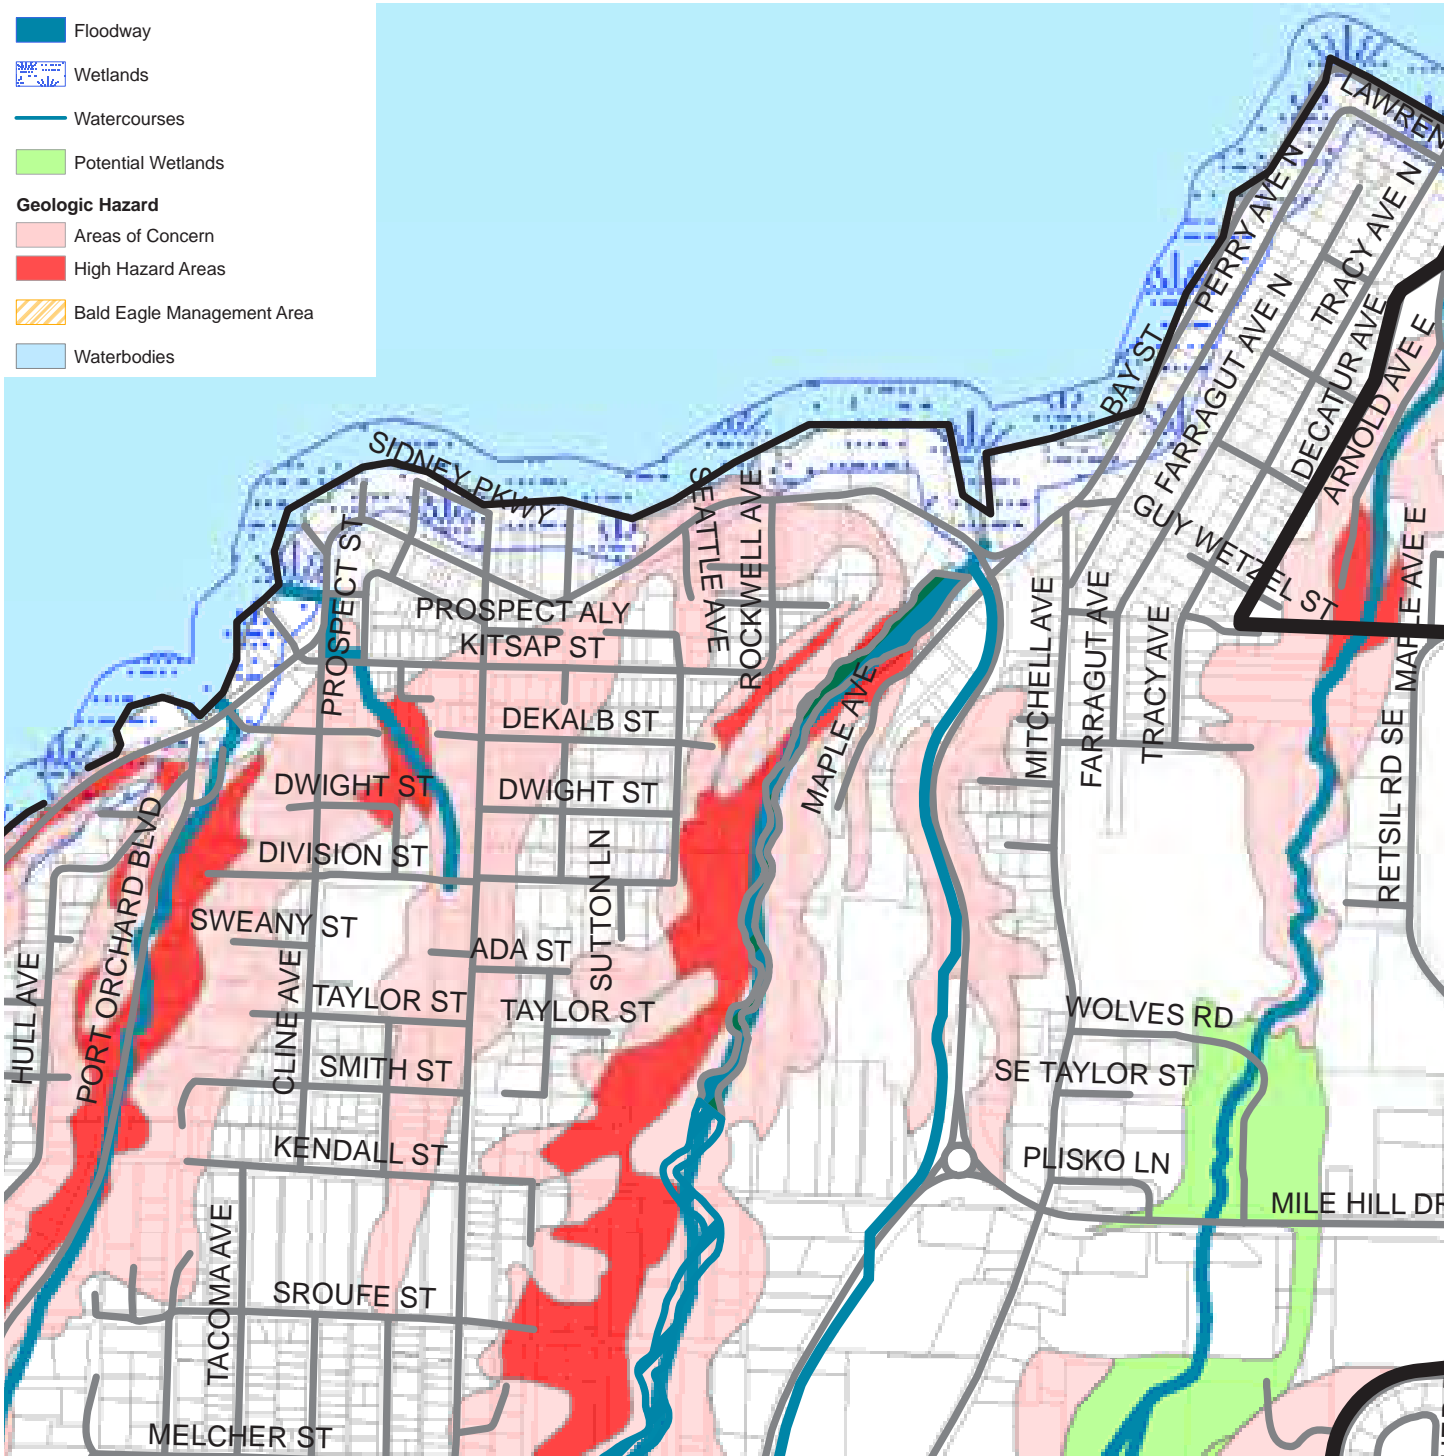 Floodway
Wetlands
Watercourses
Potential Wetlands
Geologic Hazard
Areas of Concern
High Hazard Areas
Bald Eagle Management Area
Waterbodies
LAWREN
PERRY AVE N
TRACY AVE N
FARRAGUT AVE N
BAY ST
DECATUR AVE
ARNOLD AVE E
SIDNEY PKWY
SEATTLE AVE
ROCKWELL AVE
GUY WETZEL ST
PROSPECT ST
PROSPECT ALY
KITSAP ST
MITCHELL AVE
FARRAGUT AVE
TRACY AVE
MARE AVE E
RETSIL RD SE
DEKALB ST
MAPLE AVE
DWIGHT ST
DWIGHT ST
PORT ORCHARD BLVD
DIVISION ST
SUTTON LN
SWEANY ST
ADA ST
HULL AVE
CLINE AVE
TAYLOR ST
TAYLOR ST
WOLVES RD
SMITH ST
SE TAYLOR ST
KENDALL ST
PLISKO LN
MILE HILL DR
TACOMA AVE
SROUFE ST
MELCHER ST